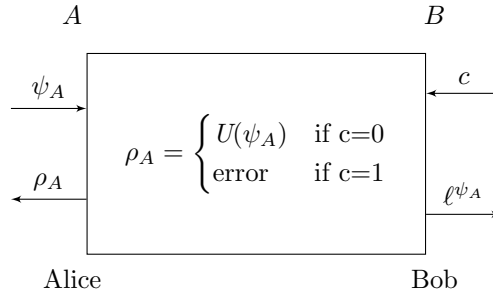 A B
ψ_A c
ρ_A = { U(ψ_A) if c=0
error if c=1
ρ_A ℓ^{ψ_A}
Alice Bob